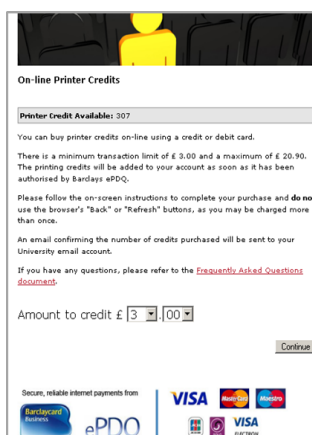 On-line Printer Credits
Printer Credit Available: 307
You can buy printer credits on-line using a credit or debit card.
There is a minimum transaction limit of £ 3.00 and a maximum of £ 20.90.
The printing credits will be added to your account as soon as it has been
authorised by Barclays ePDQ.
Please follow the on-screen instructions to complete your purchase and do no
use the browser's "Back" or "Refresh" buttons, as you may be charged more
than once.
An email confirming the number of credits purchased will be sent to your
University email account.
If you have any questions, please refer to the Frequently Asked Questions
document.
Amount to credit £ 3 . 00
Continue
Secure, reliable internet payments from
Barclaycard
Business
ePDQ
VISA MasterCard Maestro
JCB VISA
ELECTRON